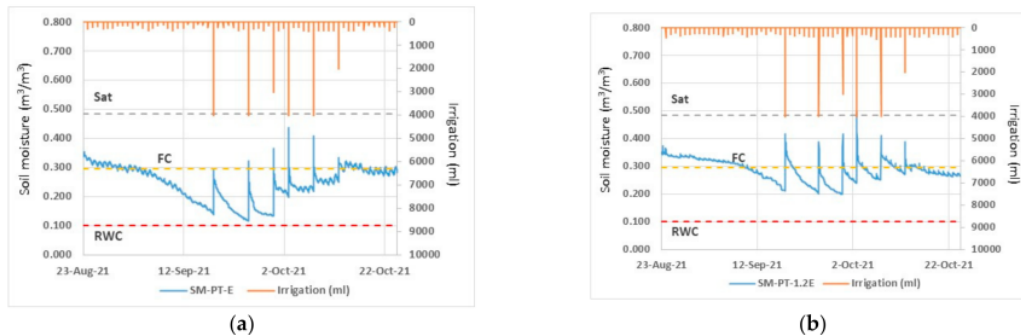 0.800
0.700
0.600
0.500
0.400
0.300
0.200
0.100
0.000
Soil moisture (m³/m³)
Sat
FC
RWC
0
1000
2000
3000
4000
5000
6000
7000
8000
9000
10000
Irrigation (ml)
23-Aug-21 12-Sep-21 2-Oct-21 22-Oct-21
SM-PT-E Irrigation (ml)
(a)
0.800
0.700
0.600
0.500
0.400
0.300
0.200
0.100
0.000
Soil moisture (m³/m³)
Sat
FC
RWC
0
1000
2000
3000
4000
5000
6000
7000
8000
9000
10000
Irrigation (ml)
23-Aug-21 12-Sep-21 2-Oct-21 22-Oct-21
SM-PT-1.2E Irrigation (ml)
(b)